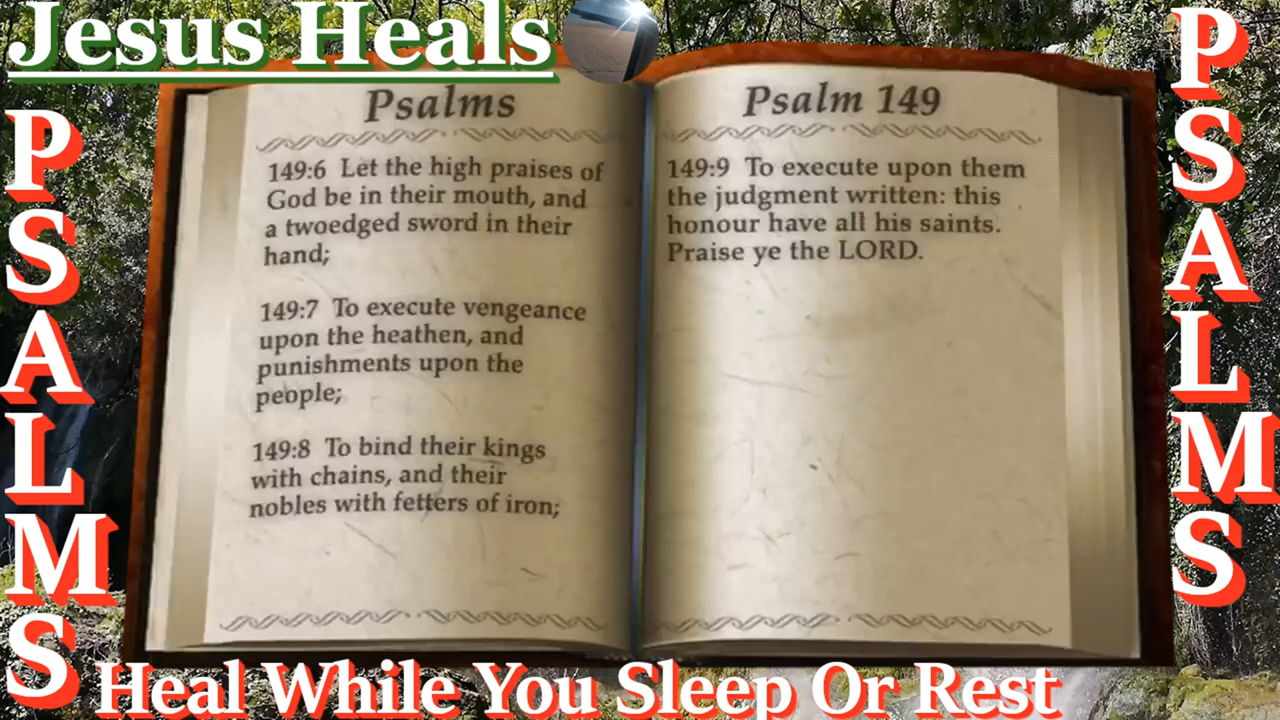 Jesus Heals
PSALMS
PSALMS
Psalms
149:6 Let the high praises of
God be in their mouth, and
a twoedged sword in their
hand;
149:7 To execute vengeance
upon the heathen, and
punishments upon the
people;
149:8 To bind their kings
with chains, and their
nobles with fetters of iron;
Psalm 149
149:9 To execute upon them
the judgment written: this
honour have all his saints.
Praise ye the LORD.
Heal While You Sleep Or Rest